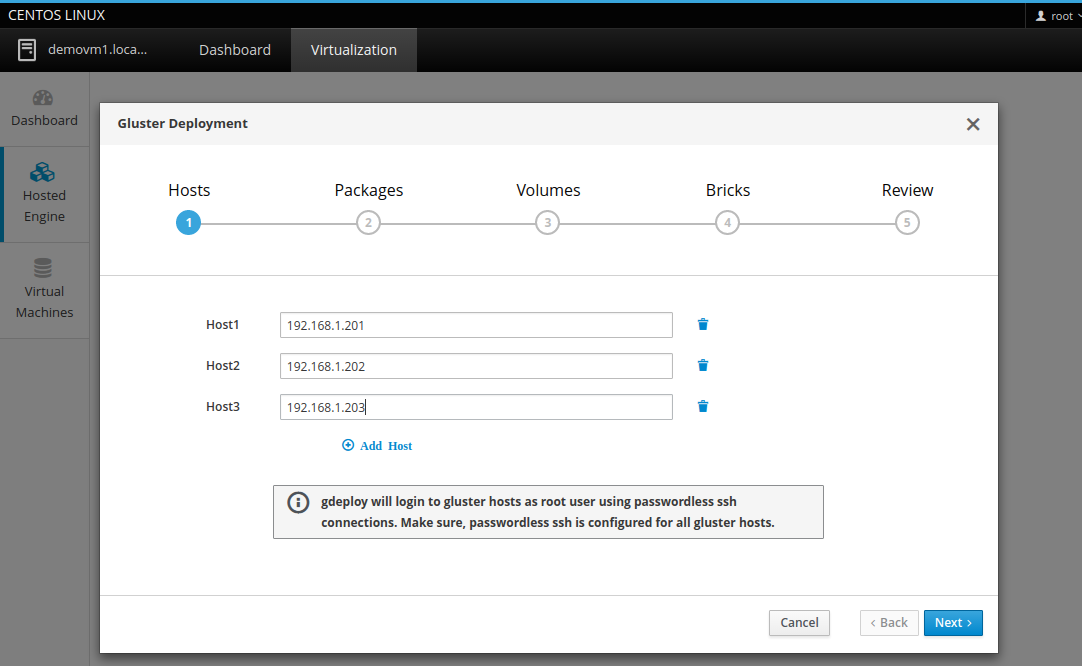 CENTOS LINUX
root
demovm1.loca...
Dashboard
Virtualization
Dashboard
Hosted
Engine
Virtual
Machines
Gluster Deployment
Hosts
Packages
Volumes
Bricks
Review
1
2
3
4
5
Host1
192.168.1.201
Host2
192.168.1.202
Host3
192.168.1.203
Add Host
gdeploy will login to gluster hosts as root user using passwordless ssh
connections. Make sure, passwordless ssh is configured for all gluster hosts.
Cancel
‹ Back
Next ›